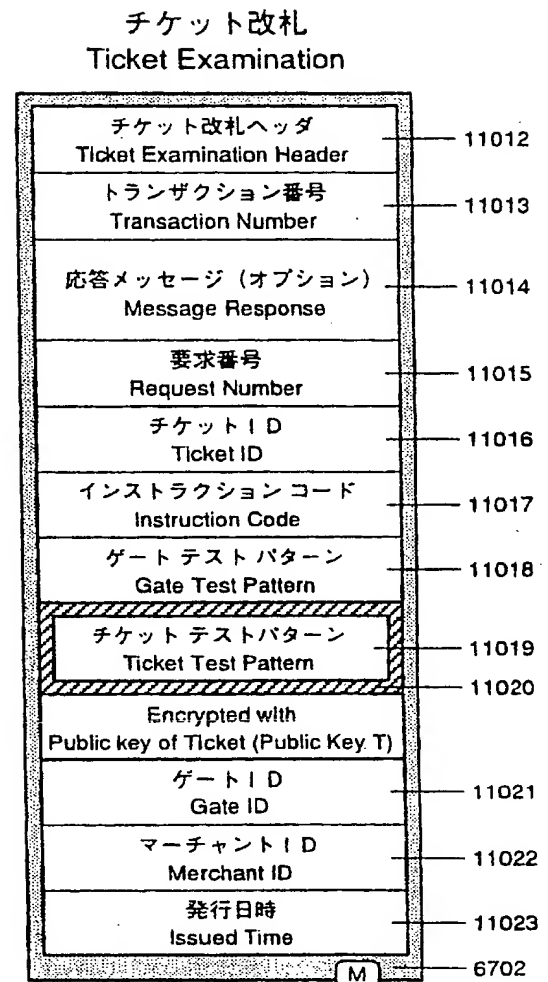 チケット改札
Ticket Examination
チケット改札ヘッダ
Ticket Examination Header
11012
トランザクション番号
Transaction Number
11013
応答メッセージ（オプション）
Message Response
11014
要求番号
Request Number
11015
チケットＩＤ
Ticket ID
11016
インストラクション コード
Instruction Code
11017
ゲート テスト パターン
Gate Test Pattern
11018
チケット テストパターン
Ticket Test Pattern
11019
11020
Encrypted with
Public key of Ticket (Public Key T)
ゲートＩＤ
Gate ID
11021
マーチャントＩＤ
Merchant ID
11022
発行日時
Issued Time
11023
M
6702